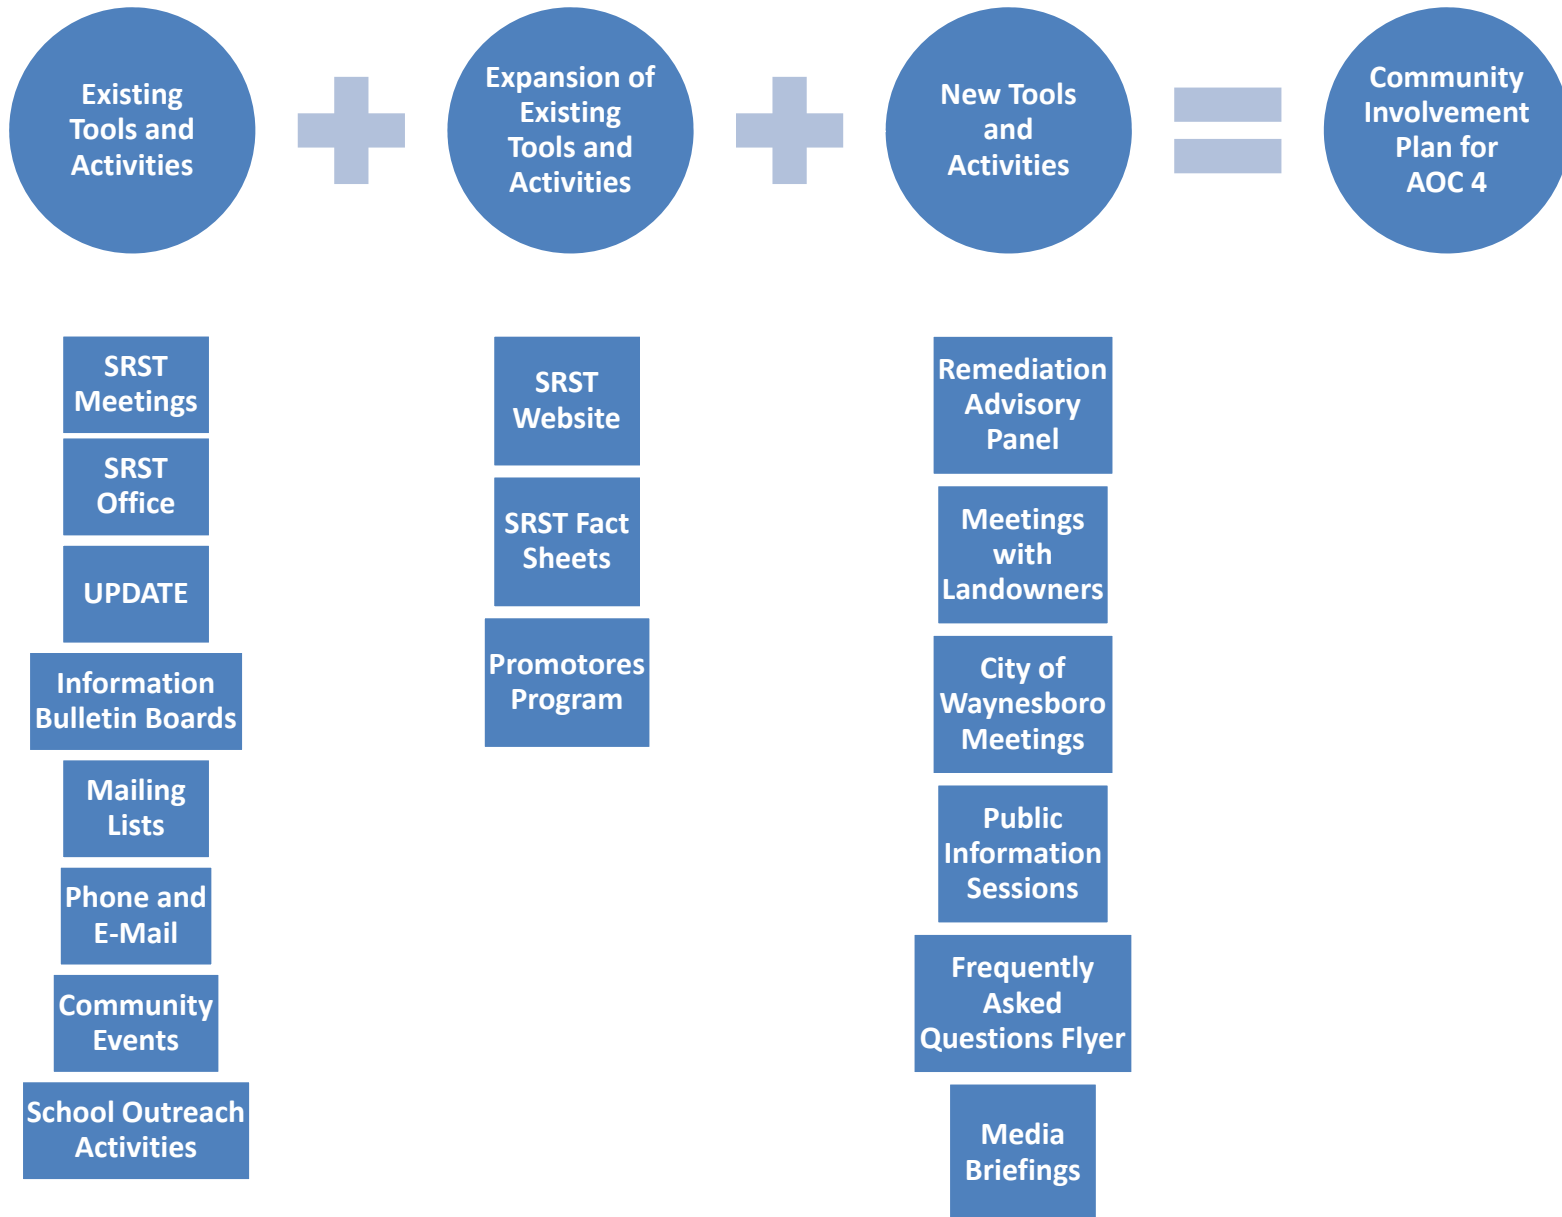 Existing
Tools and
Activities
Expansion of
Existing
Tools and
Activities
New Tools
and
Activities
Community
Involvement
Plan for
AOC 4
SRST
Meetings
SRST
Office
UPDATE
Information
Bulletin Boards
Mailing
Lists
Phone and
E-Mail
Community
Events
School Outreach
Activities
SRST
Website
SRST Fact
Sheets
Promotores
Program
Remediation
Advisory
Panel
Meetings
with
Landowners
City of
Waynesboro
Meetings
Public
Information
Sessions
Frequently
Asked
Questions Flyer
Media
Briefings